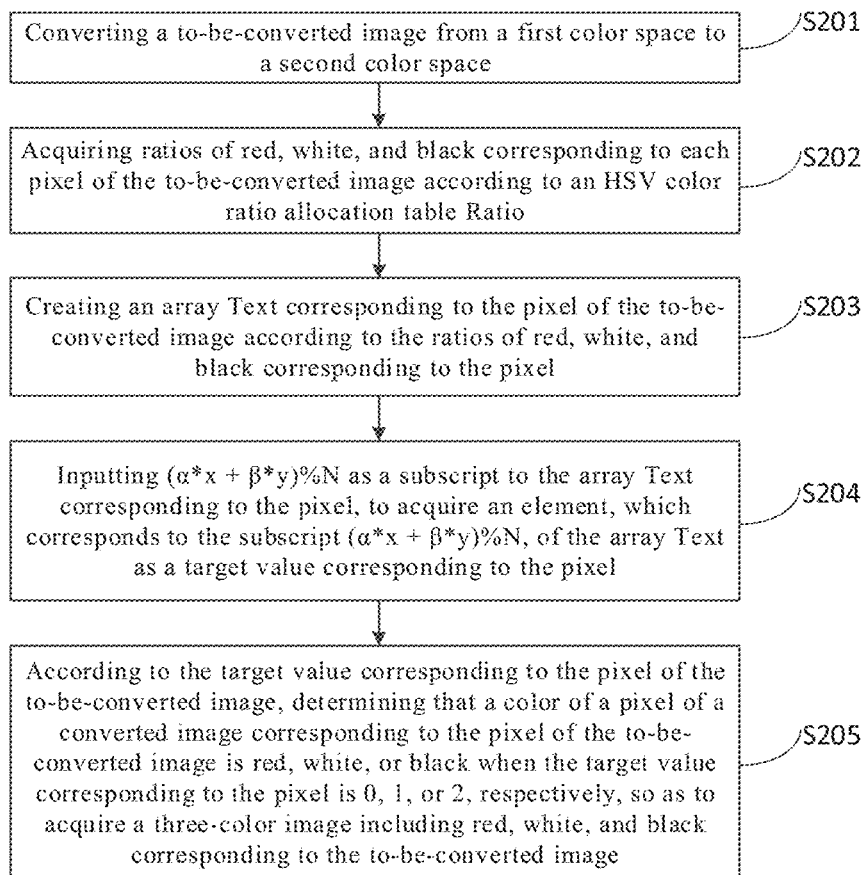 Converting a to-be-converted image from a first color space to
a second color space
S201
Acquiring ratios of red, white, and black corresponding to each
pixel of the to-be-converted image according to an HSV color
ratio allocation table Ratio
S202
Creating an array Text corresponding to the pixel of the to-be-
converted image according to the ratios of red, white, and
black corresponding to the pixel
S203
Inputting (α*x + β*y)%N as a subscript to the array Text
corresponding to the pixel, to acquire an element, which
corresponds to the subscript (α*x + β*y)%N, of the array Text
as a target value corresponding to the pixel
S204
According to the target value corresponding to the pixel of the
to-be-converted image, determining that a color of a pixel of a
converted image corresponding to the pixel of the to-be-
converted image is red, white, or black when the target value
corresponding to the pixel is 0, 1, or 2, respectively, so as to
acquire a three-color image including red, white, and black
corresponding to the to-be-converted image
S205